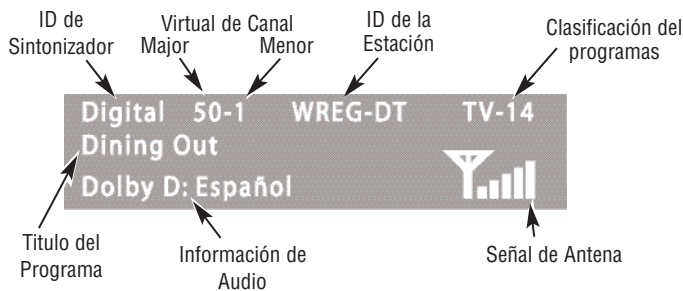 ID de
Sintonizador
Virtual de Canal
Major Menor
ID de la
Estación
Clasificación del
programas
Digital 50-1 WREG-DT TV-14
Dining Out
Dolby D: Español
Titulo del
Programa
Información de
Audio
Señal de Antena